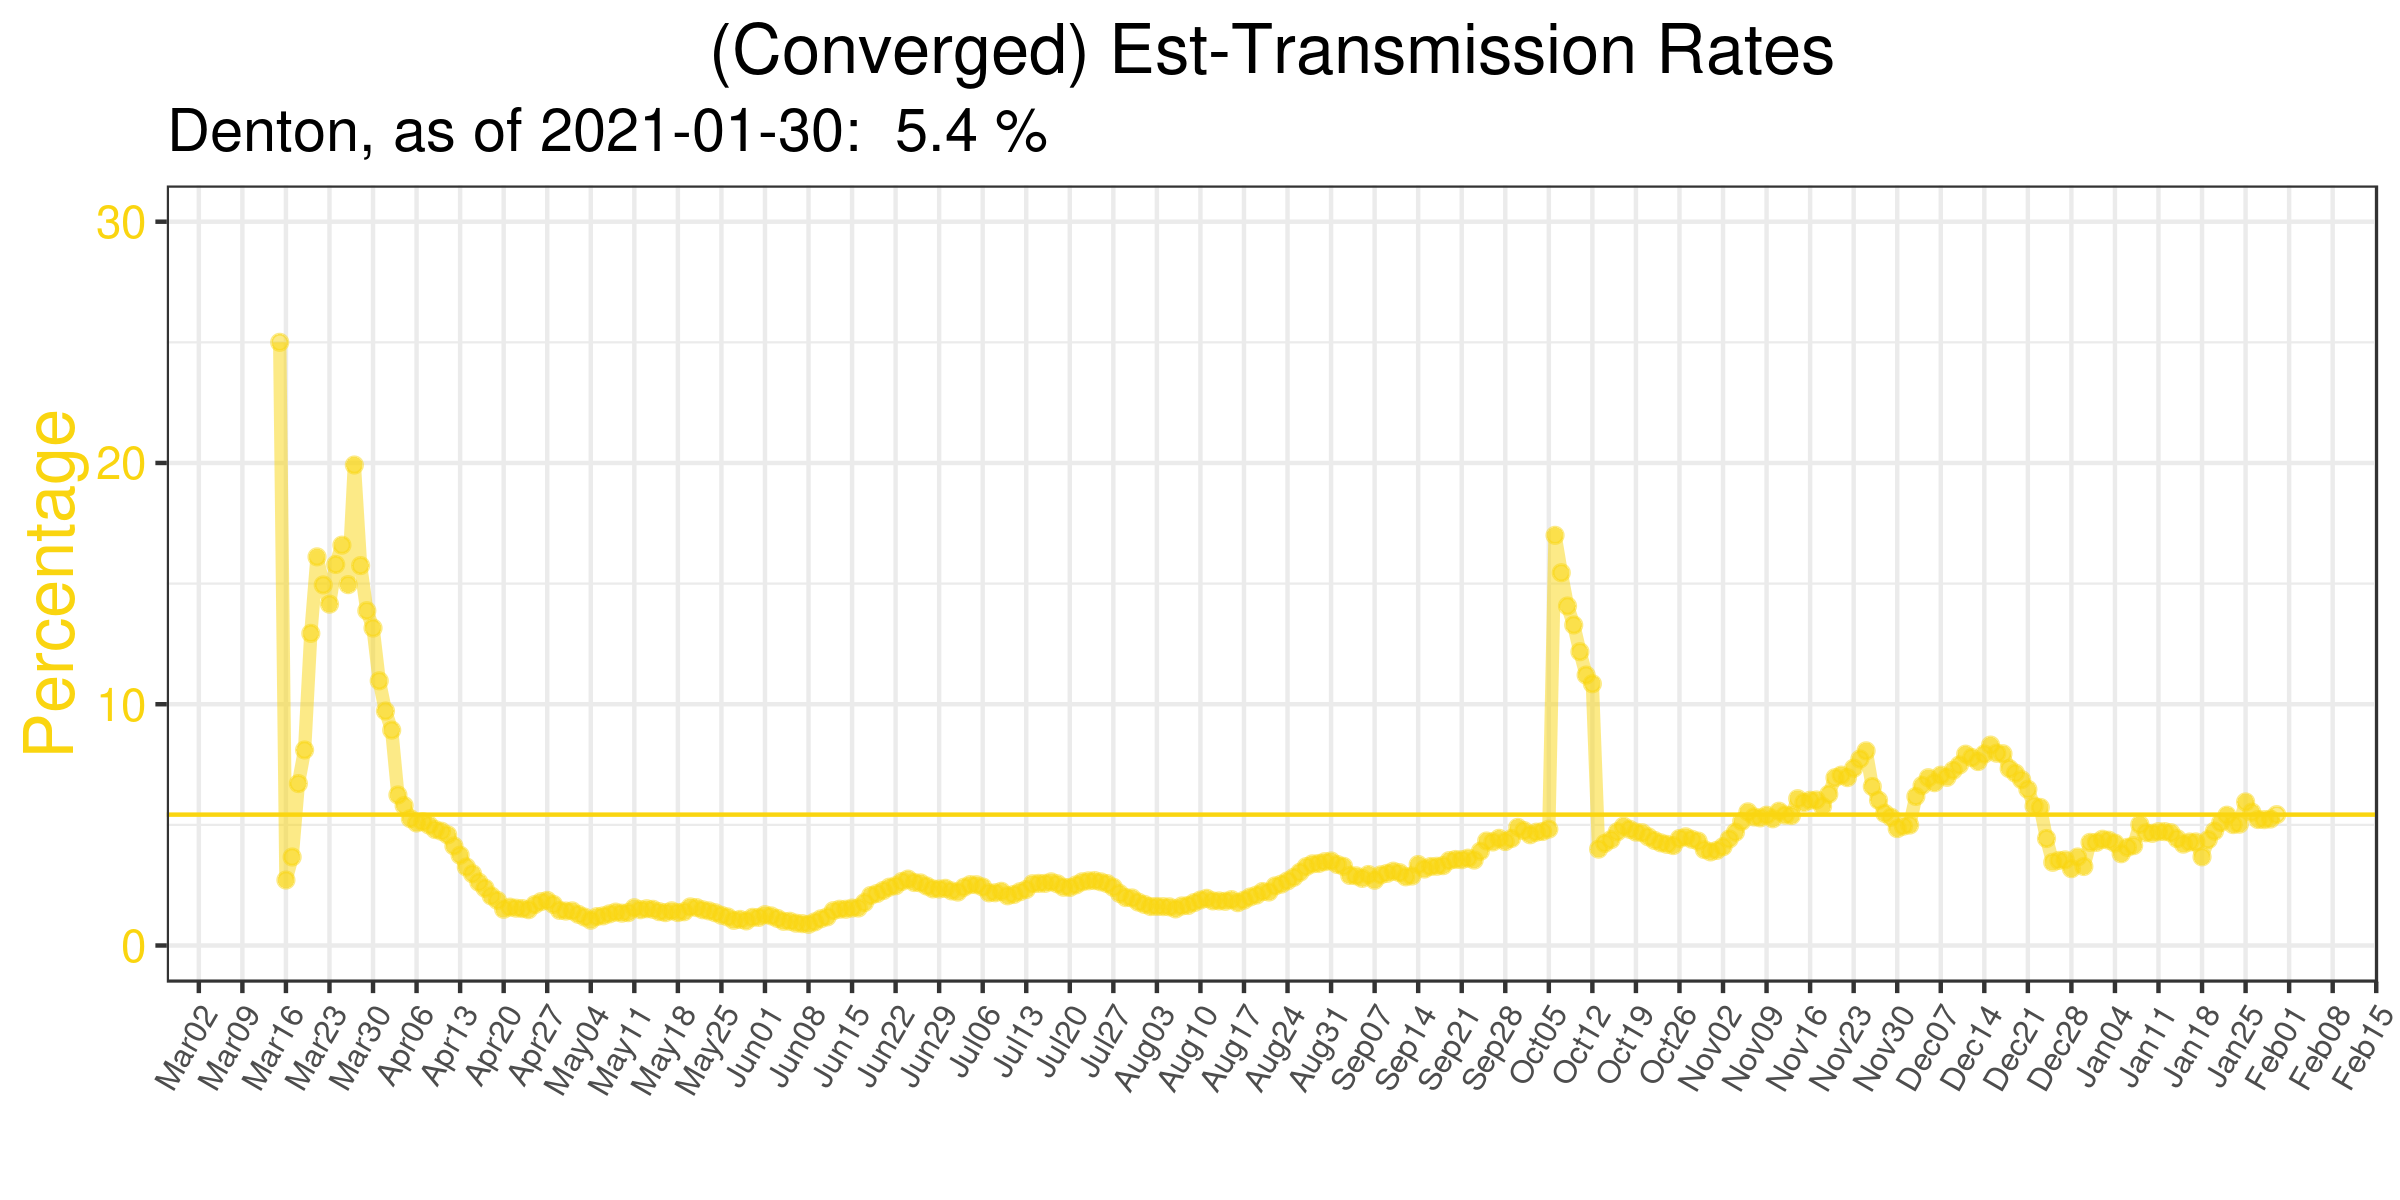 (Converged) Est-Transmission Rates
Denton, as of 2021-01-30:  5.4 %
Percentage
30
20
10
0
Mar02
Mar09
Mar16
Mar23
Mar30
Apr06
Apr13
Apr20
Apr27
May04
May11
May18
May25
Jun01
Jun08
Jun15
Jun22
Jun29
Jul06
Jul13
Jul20
Jul27
Aug03
Aug10
Aug17
Aug24
Aug31
Sep07
Sep14
Sep21
Sep28
Oct05
Oct12
Oct19
Oct26
Nov02
Nov09
Nov16
Nov23
Nov30
Dec07
Dec14
Dec21
Dec28
Jan04
Jan11
Jan18
Jan25
Feb01
Feb08
Feb15